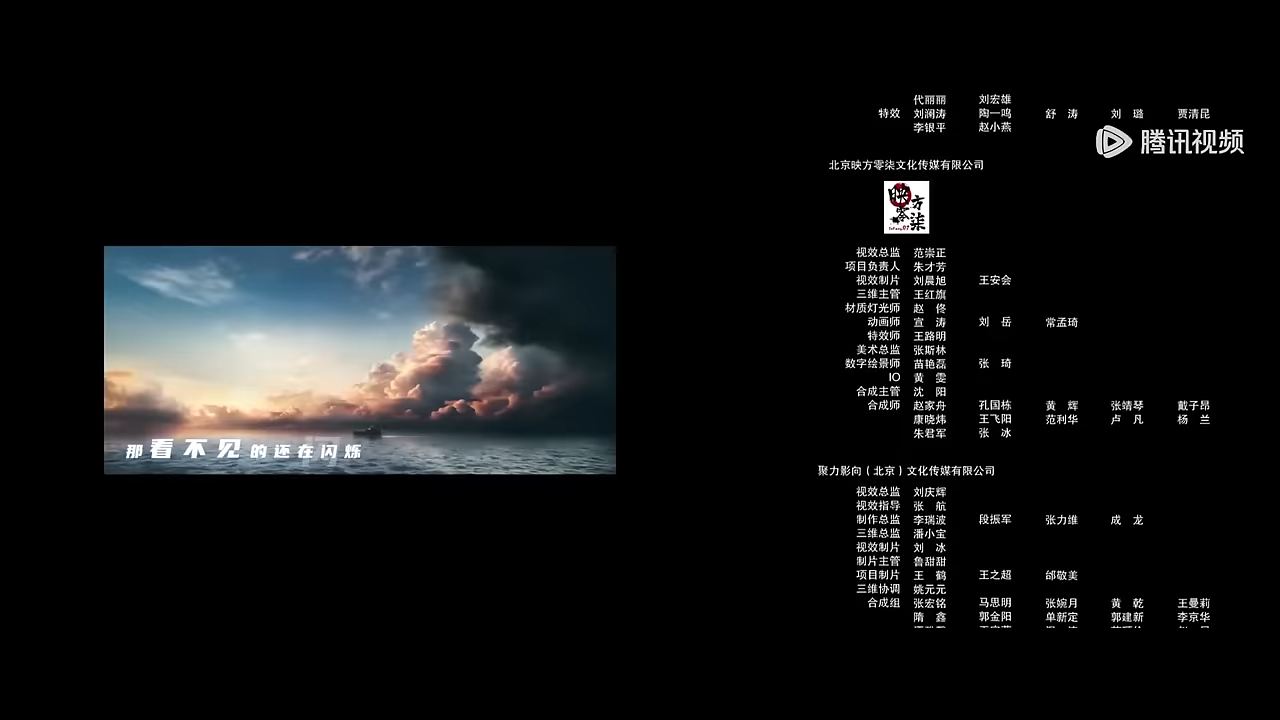 代丽丽 刘宏雄
特效 刘润涛 陶一鸣 舒 涛 刘 璐 贾清昆
李银平 赵小燕
腾讯视频
北京映方零柒文化传媒有限公司
映方零柒
视效总监 范崇正
项目负责人 朱才芳
视效制片 刘晨旭 王安会
三维主管 王红旗
材质灯光师 赵 佟
动画师 宣 涛 刘 岳 常孟琦
特效师 王路明
美术总监 张斯林
数字绘景师 苗艳磊 张 琦
IO 黄 雯
合成主管 沈 阳
合成师 赵家舟 孔国栋 黄 辉 张靖琴 戴子昂
康晓炜 王飞阳 范利华 卢 凡 杨 兰
朱君军 张 冰
那看不见的还在闪烁
聚力影向（北京）文化传媒有限公司
视效总监 刘庆辉
视效指导 张 航
制作总监 李瑞波 段振军 张力维 成 龙
三维总监 潘小宝
视效制片 刘 冰
制片主管 鲁甜甜
项目制片 王 鹤 王之超 邰敬美
三维协调 姚元元
合成组 张宏铭 马思明 张婉月 黄 乾 王曼莉
隋 鑫 郭金阳 单新定 郭建新 李京华